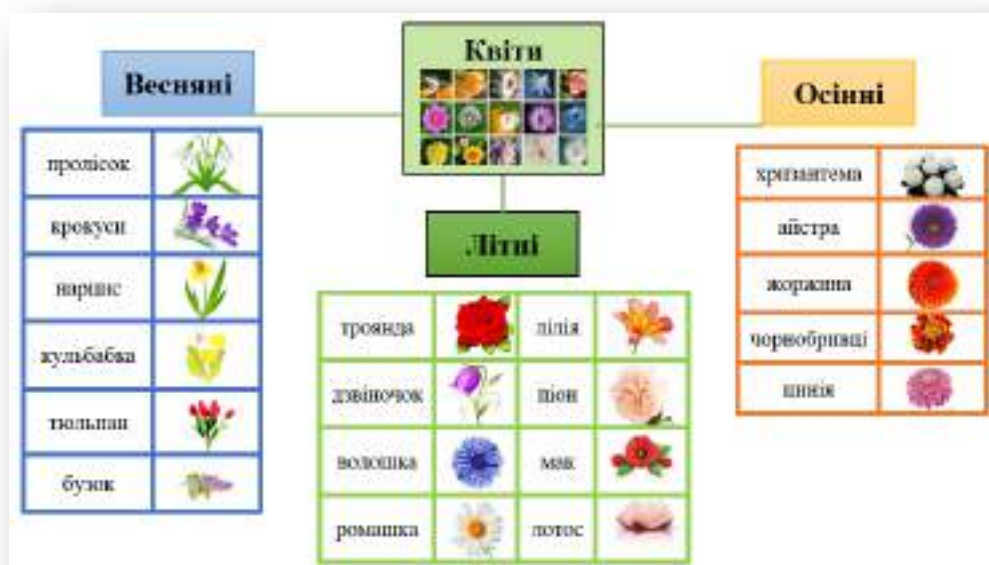 Квіти
Весняні
пролісок
крокуси
нарцис
кульбабка
тюльпан
бузок
Літні
троянда лілія
дзвіночок піон
волошка мак
ромашка лотос
Осінні
хризантема
айстра
жоржина
чорнобривці
цинія